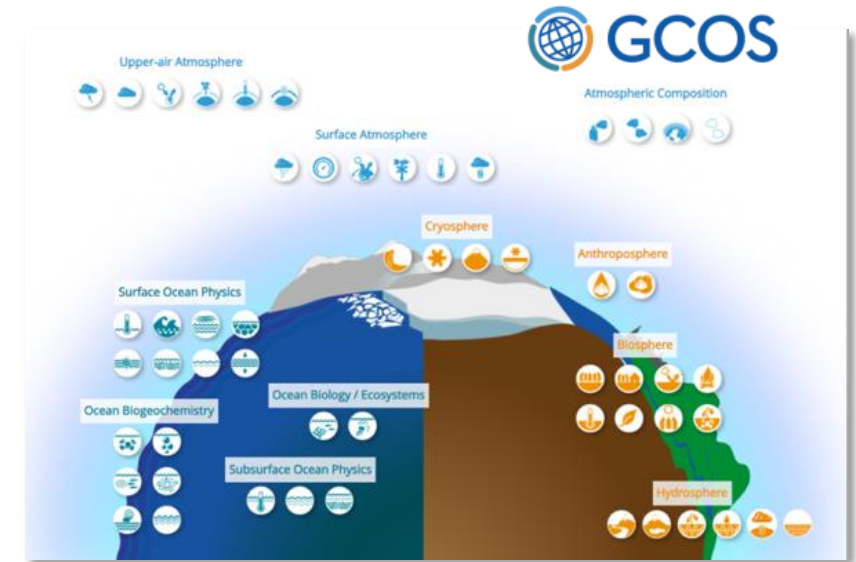 GCOS
Upper-air Atmosphere
Atmospheric Composition
Surface Atmosphere
Cryosphere
Anthroposphere
Surface Ocean Physics
Biosphere
Ocean Biology / Ecosystems
Ocean Biogeochemistry
Subsurface Ocean Physics
Hydrosphere